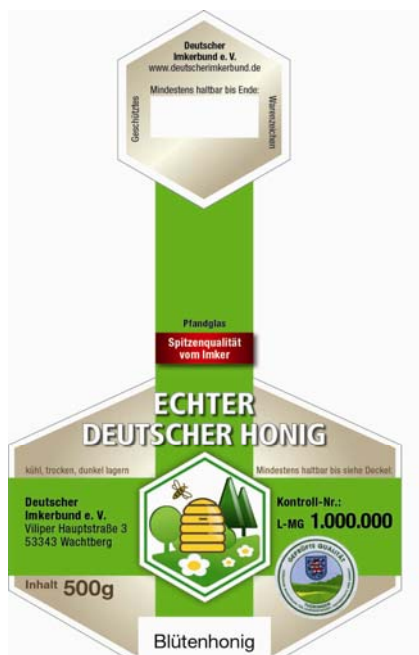 Deutscher
Imkerbund e. V.
www.deutscherimkerbund.de
Mindestens haltbar bis Ende:
Geschütztes
Warenzeichen
Pfandglas
Spitzenqualität
vom Imker
ECHTER
DEUTSCHER HONIG
kühl, trocken, dunkel lagern
Mindestens haltbar bis siehe Deckel
Deutscher
Imkerbund e. V.
Viliper Hauptstraße 3
53343 Wachtberg
Kontroll-Nr.:
L-MG 1.000.000
GEPRÜFTE QUALITÄT
THÜRINGEN
Inhalt 500g
Blütenhonig